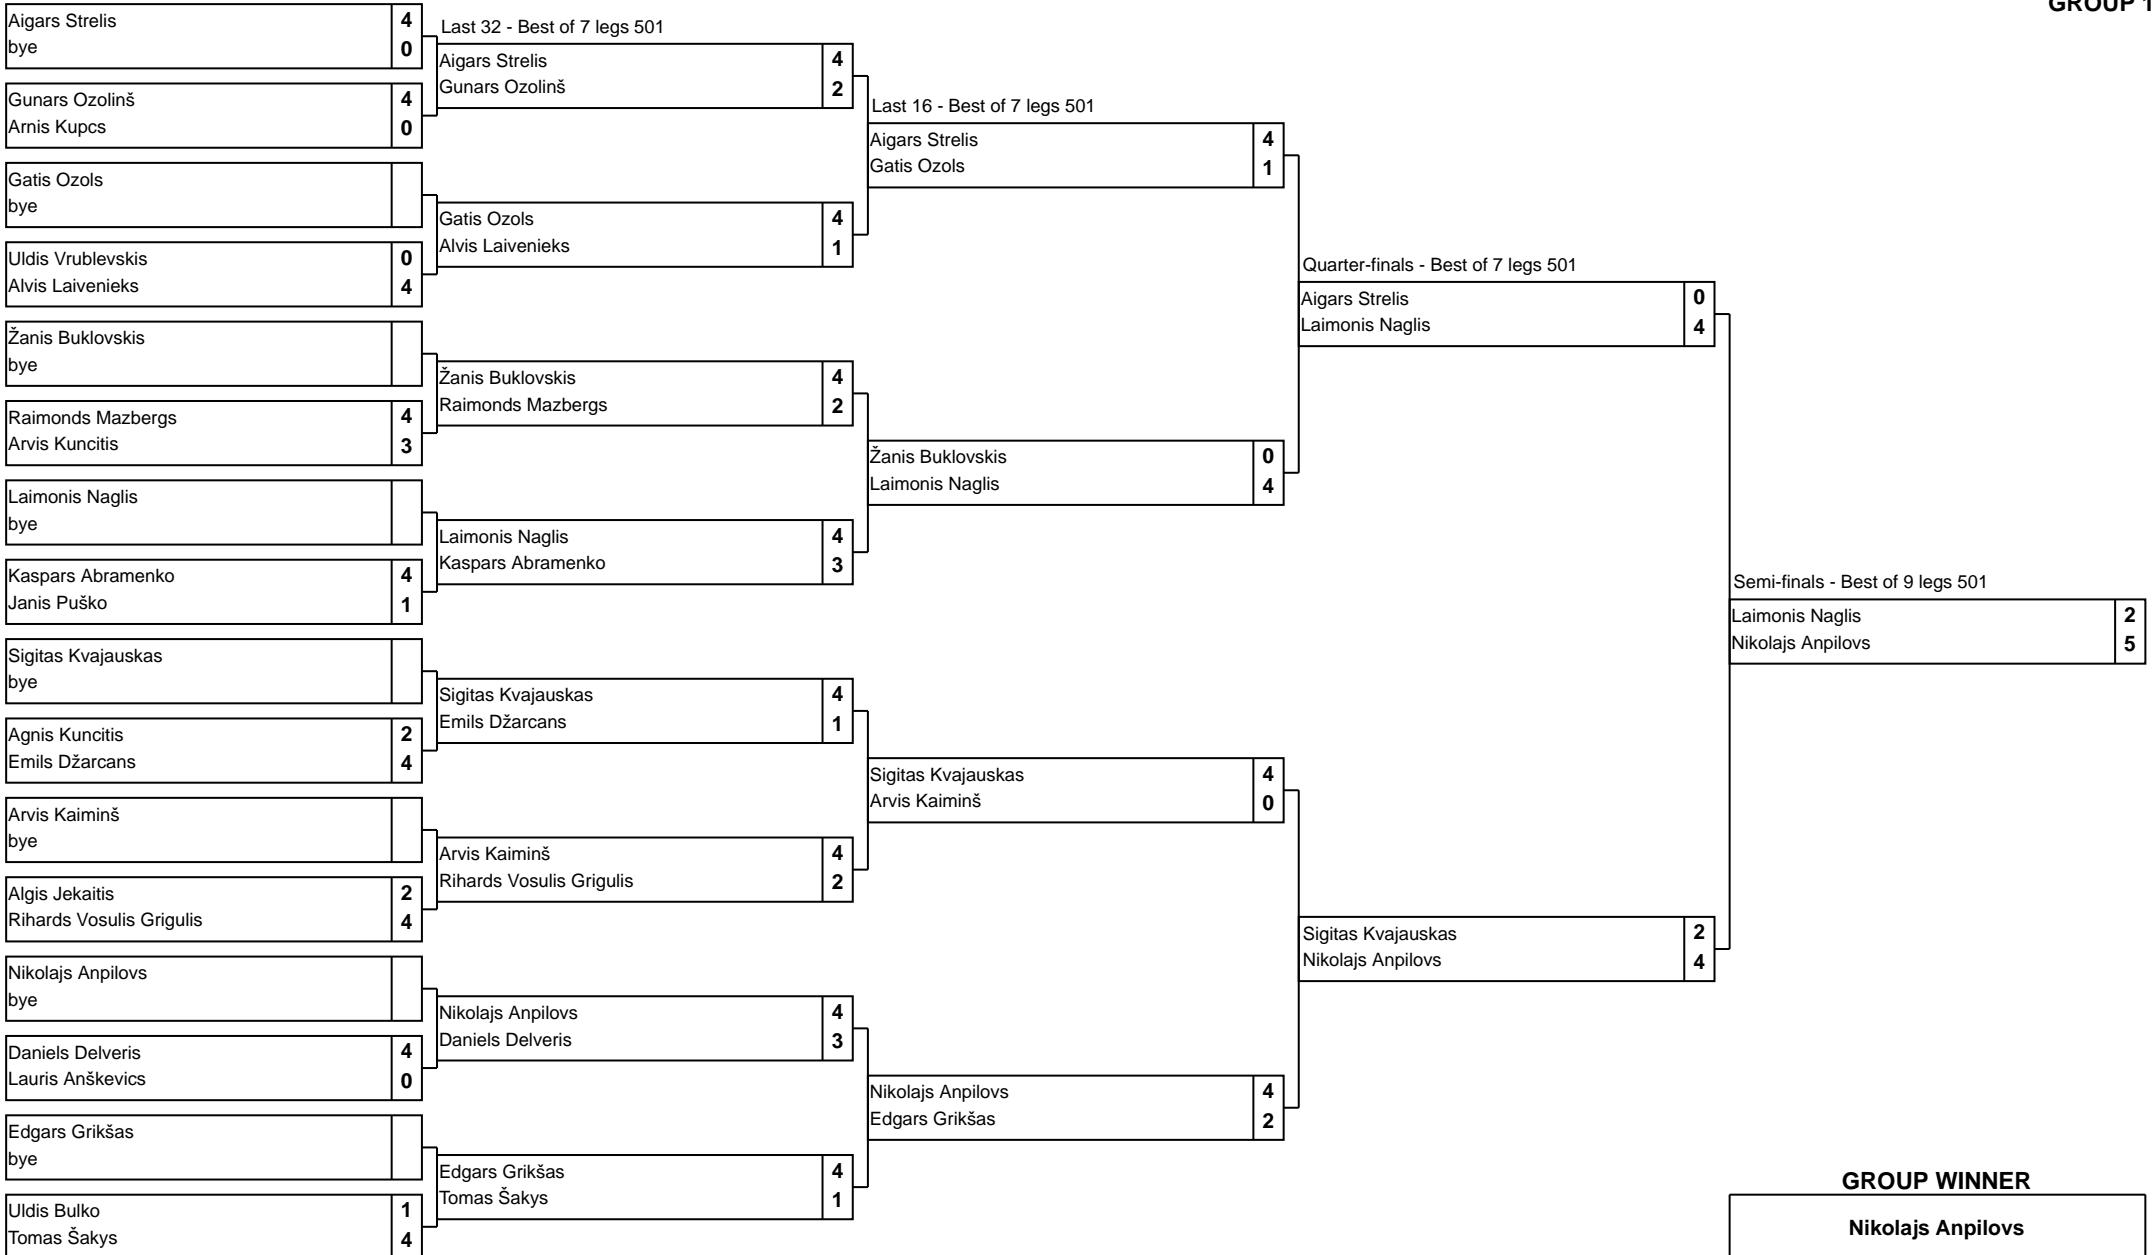 GROUP 1
Aigars Strelis 4
bye 0
Gunars Ozolinš 4
Arnis Kupcs 0
Gatis Ozols
bye
Uldis Vrublevskis 0
Alvis Laivenieks 4
Žanis Buklovskis
bye
Raimonds Mazbergs 4
Arvis Kuncitis 3
Laimonis Naglis
bye
Kaspars Abramenko 4
Janis Puško 1
Sigitas Kvajauskas
bye
Agnis Kuncitis 2
Emils Džarcans 4
Arvis Kaiminš
bye
Algis Jekaitis 2
Rihards Vosulis Grigulis 4
Nikolajs Anpilovs
bye
Daniels Delveris 4
Lauris Anškevics 0
Edgars Grikšas
bye
Uldis Bulko 1
Tomas Šakys 4
Last 32 - Best of 7 legs 501
Aigars Strelis 4
Gunars Ozolinš 2
Gatis Ozols 4
Alvis Laivenieks 1
Žanis Buklovskis 4
Raimonds Mazbergs 2
Laimonis Naglis 4
Kaspars Abramenko 3
Sigitas Kvajauskas 4
Emils Džarcans 1
Arvis Kaiminš 4
Rihards Vosulis Grigulis 2
Nikolajs Anpilovs 4
Daniels Delveris 3
Edgars Grikšas 4
Tomas Šakys 1
Last 16 - Best of 7 legs 501
Aigars Strelis 4
Gatis Ozols 1
Žanis Buklovskis 0
Laimonis Naglis 4
Sigitas Kvajauskas 4
Arvis Kaiminš 0
Nikolajs Anpilovs 4
Edgars Grikšas 2
Quarter-finals - Best of 7 legs 501
Aigars Strelis 0
Laimonis Naglis 4
Sigitas Kvajauskas 2
Nikolajs Anpilovs 4
Semi-finals - Best of 9 legs 501
Laimonis Naglis 2
Nikolajs Anpilovs 5
GROUP WINNER
Nikolajs Anpilovs